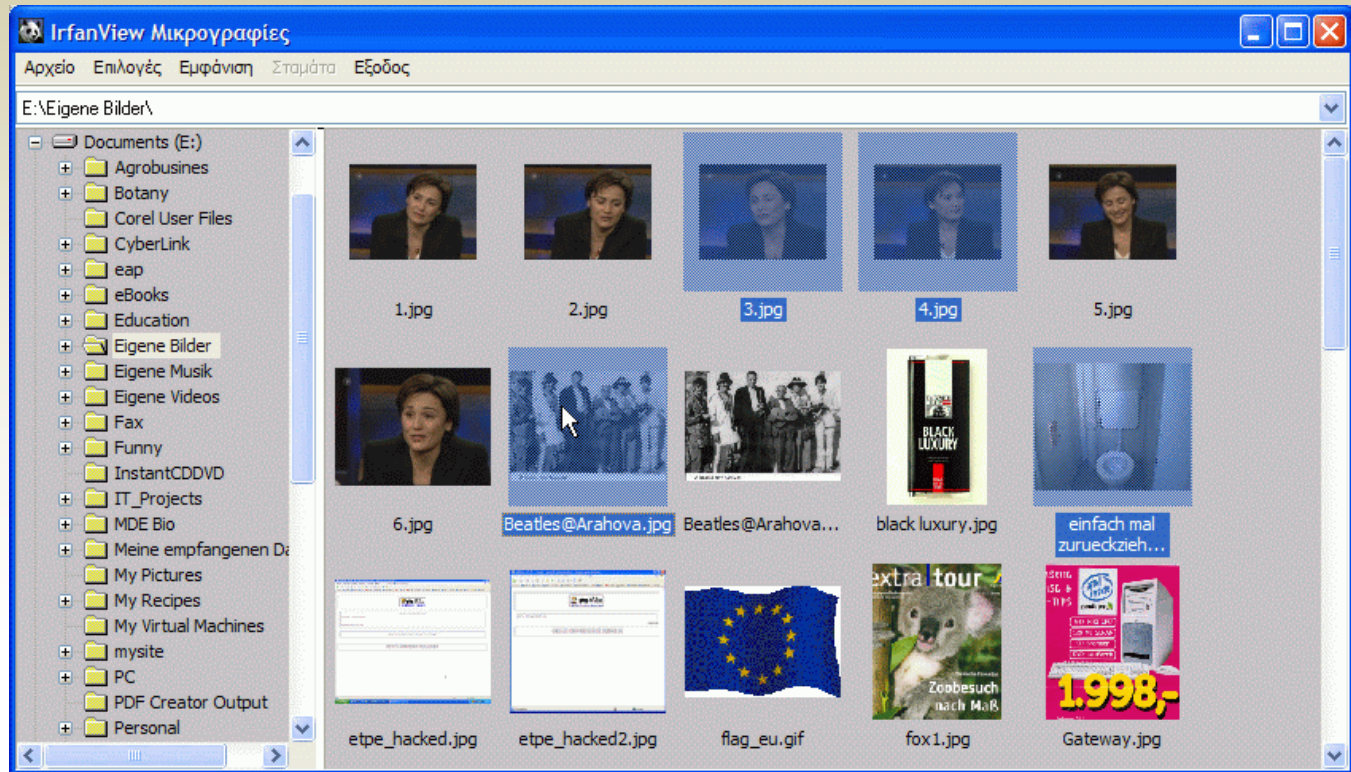 IrfanView Μικρογραφίες
Αρχείο Επιλογές Εμφάνιση Σταμάτα Εξοδος
E:\Eigene Bilder\
Documents (E:)
Agrobusines
Botany
Corel User Files
CyberLink
eap
eBooks
Education
Eigene Bilder
Eigene Musik
Eigene Videos
Fax
Funny
InstantCDDVD
IT_Projects
MDE Bio
Meine empfangenen Da
My Pictures
My Recipes
My Virtual Machines
mysite
PC
PDF Creator Output
Personal
1.jpg 2.jpg 3.jpg 4.jpg 5.jpg
BLACK
LUXURY
6.jpg Beatles@Arahova.jpg Beatles@Arahova... black luxury.jpg einfach mal
zurueckzieh...
extra tour
Zoobesuch
nach Maß
1.998,-
etpe_hacked.jpg etpe_hacked2.jpg flag_eu.gif fox1.jpg Gateway.jpg